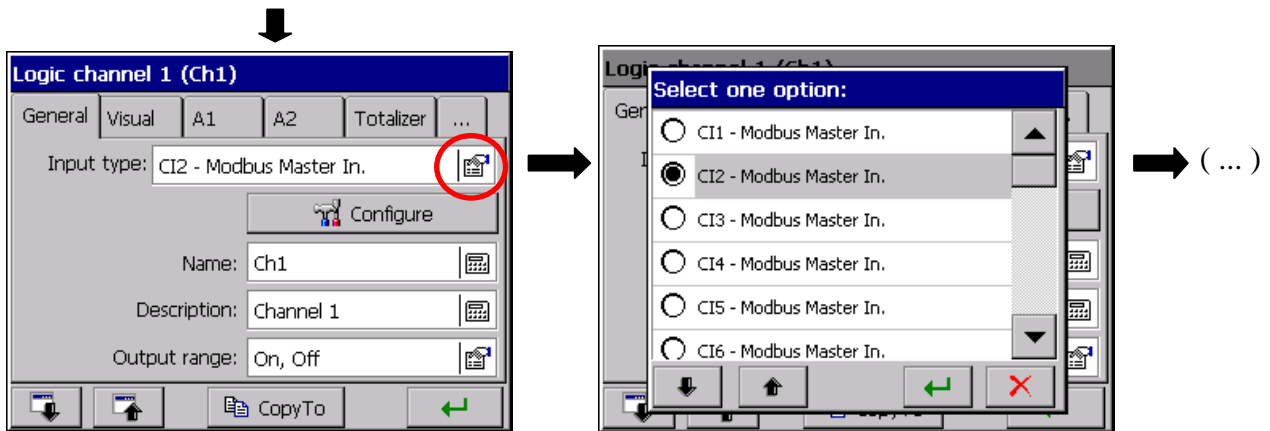 Logic channel 1 (Ch1)
General Visual A1 A2 Totalizer ...
Input type: CI2 - Modbus Master In.
Configure
Name: Ch1
Description: Channel 1
Output range: On, Off
CopyTo
Select one option:
CI1 - Modbus Master In.
CI2 - Modbus Master In.
CI3 - Modbus Master In.
CI4 - Modbus Master In.
CI5 - Modbus Master In.
CI6 - Modbus Master In.
( ... )